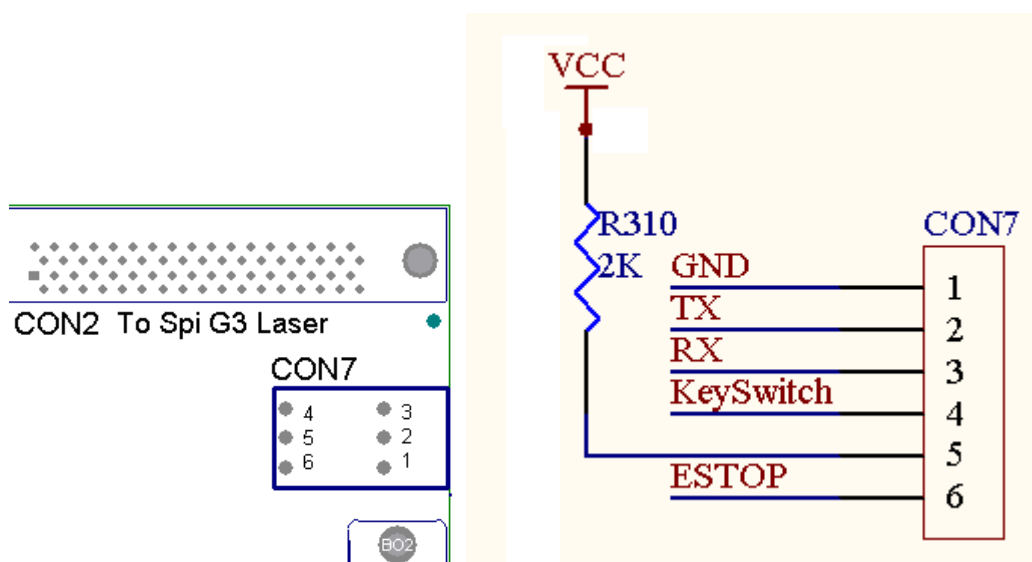 CON2 To Spi G3 Laser
CON7
4 3
5 2
6 1
BO2
VCC
R310
2K
CON7
GND
1
TX
2
RX
3
KeySwitch
4
5
ESTOP
6